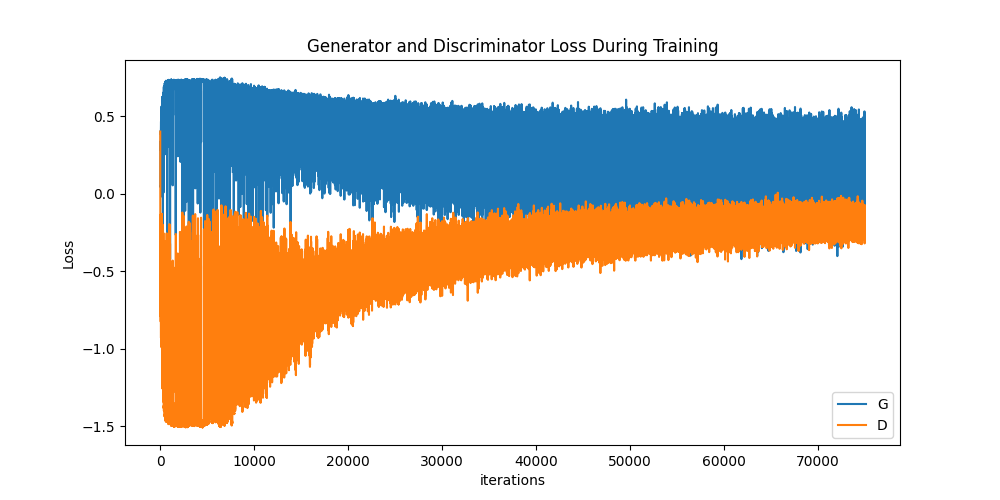 Generator and Discriminator Loss During Training
Loss
0.5
0.0
−0.5
−1.0
−1.5
0 10000 20000 30000 40000 50000 60000 70000
iterations
G
D